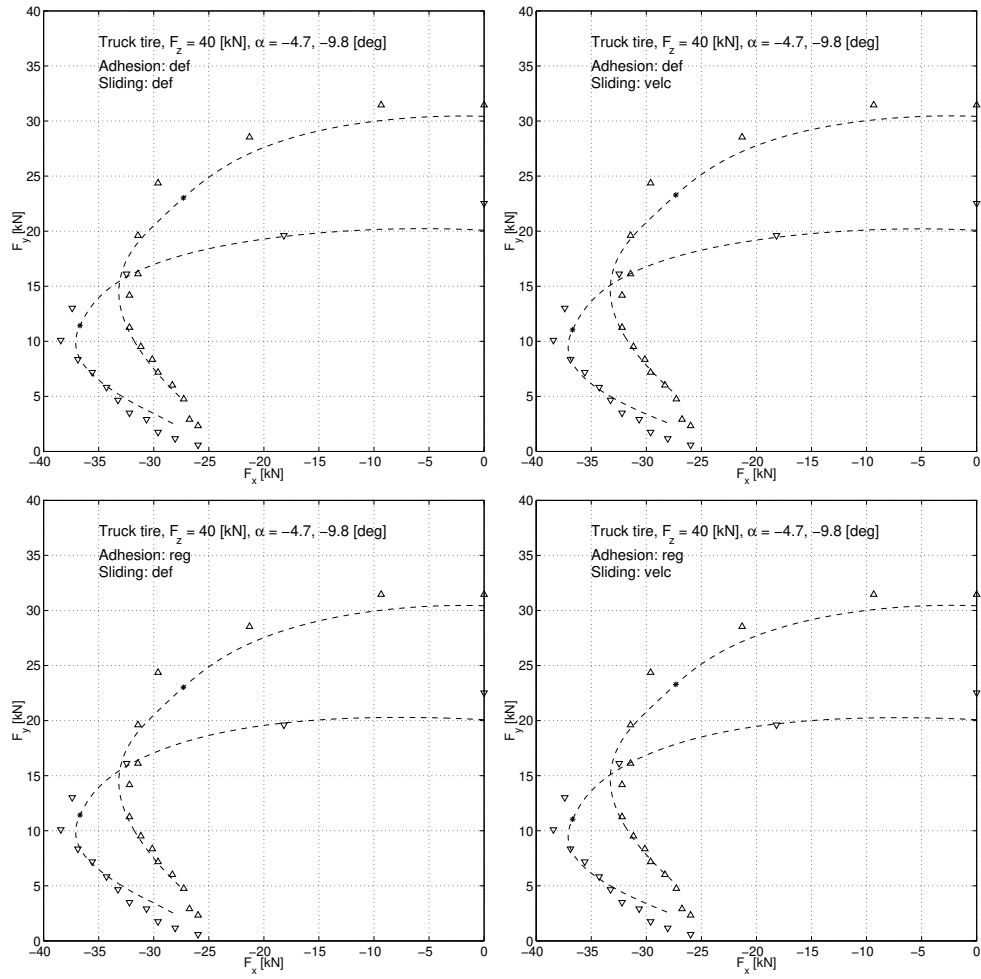 40
Truck tire, F_z = 40 [kN], α = −4.7, −9.8 [deg]
35
Adhesion: def
Sliding: def
30
25
F_y [kN]
20
15
10
5
0
−40 −35 −30 −25 −20 −15 −10 −5 0
F_x [kN]
40
Truck tire, F_z = 40 [kN], α = −4.7, −9.8 [deg]
35
Adhesion: def
Sliding: velc
30
25
F_y [kN]
20
15
10
5
0
−40 −35 −30 −25 −20 −15 −10 −5 0
F_x [kN]
40
Truck tire, F_z = 40 [kN], α = −4.7, −9.8 [deg]
35
Adhesion: reg
Sliding: def
30
25
F_y [kN]
20
15
10
5
0
−40 −35 −30 −25 −20 −15 −10 −5 0
F_x [kN]
40
Truck tire, F_z = 40 [kN], α = −4.7, −9.8 [deg]
35
Adhesion: reg
Sliding: velc
30
25
F_y [kN]
20
15
10
5
0
−40 −35 −30 −25 −20 −15 −10 −5 0
F_x [kN]